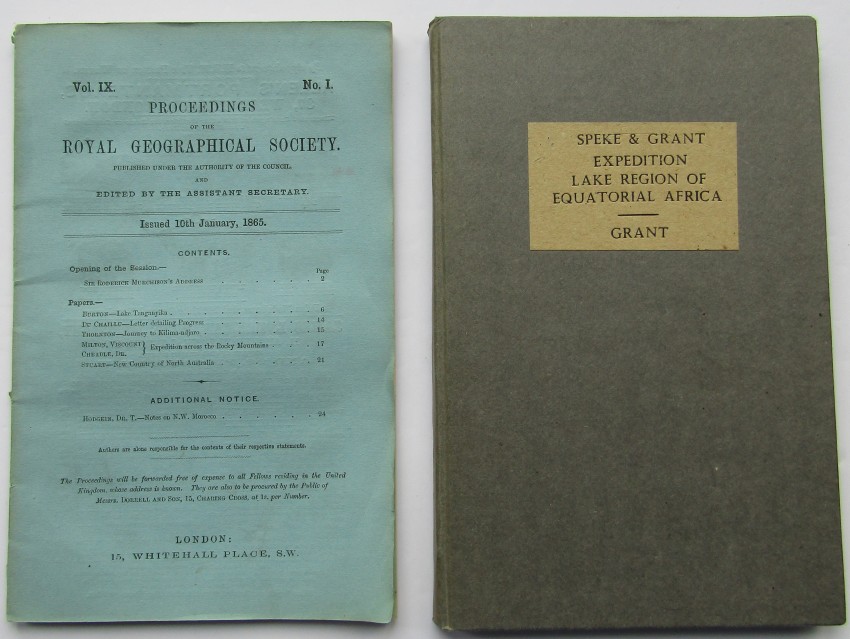 Vol. IX. No. I.
PROCEEDINGS
OF THE
ROYAL GEOGRAPHICAL SOCIETY.
PUBLISHED UNDER THE AUTHORITY OF THE COUNCIL,
AND
EDITED BY THE ASSISTANT SECRETARY.
Issued 10th January, 1865.
CONTENTS.
Opening of the Session.— Page
SIR RODERICK MURCHISON'S ADDRESS . . . . . . 2
Papers.—
BURTON—Lake Tanganyika . . . . . . . 6
DU CHAILLU—Letter detailing Progress . . . . . 13
THORNTON—Journey to Kilima-ndjaro . . . . . 15
MILTON, VISCOUNT } Expedition across the Rocky Mountains . . . 17
CHEADLE, DR.
STUART—New Country of North Australia . . . . . 21
ADDITIONAL NOTICE.
HODGKIN, DR. T.—Notes on N.W. Morocco . . . . . . 24
Authors are alone responsible for the contents of their respective statements.
The Proceedings will be forwarded free of expense to all Fellows residing in the United
Kingdom, whose address is known. They are also to be procured by the Public of
Messrs. DORRELL AND SON, 15, CHARING CROSS, at 1s. per Number.
LONDON:
15, WHITEHALL PLACE, S.W.
SPEKE & GRANT
EXPEDITION
LAKE REGION OF
EQUATORIAL AFRICA
GRANT